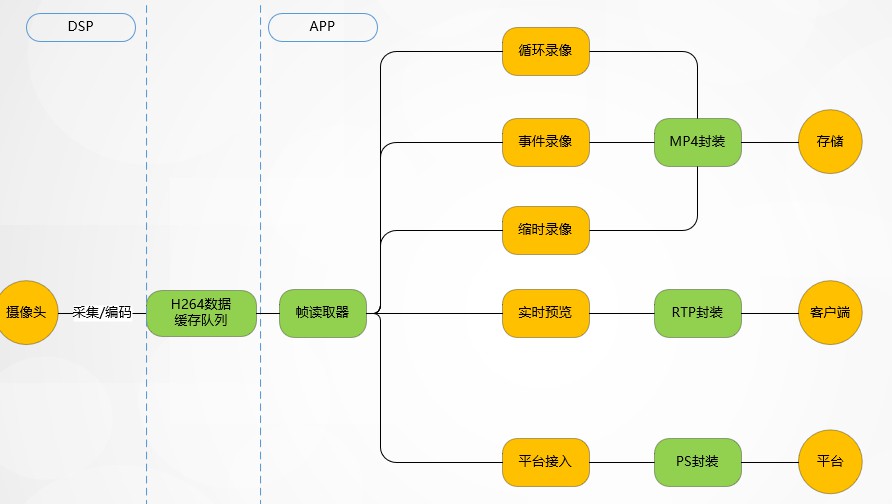 DSP
APP
循环录像
事件录像
MP4封装
存储
缩时录像
摄像头
采集/编码
H264数据
缓存队列
帧读取器
实时预览
RTP封装
客户端
平台接入
PS封装
平台